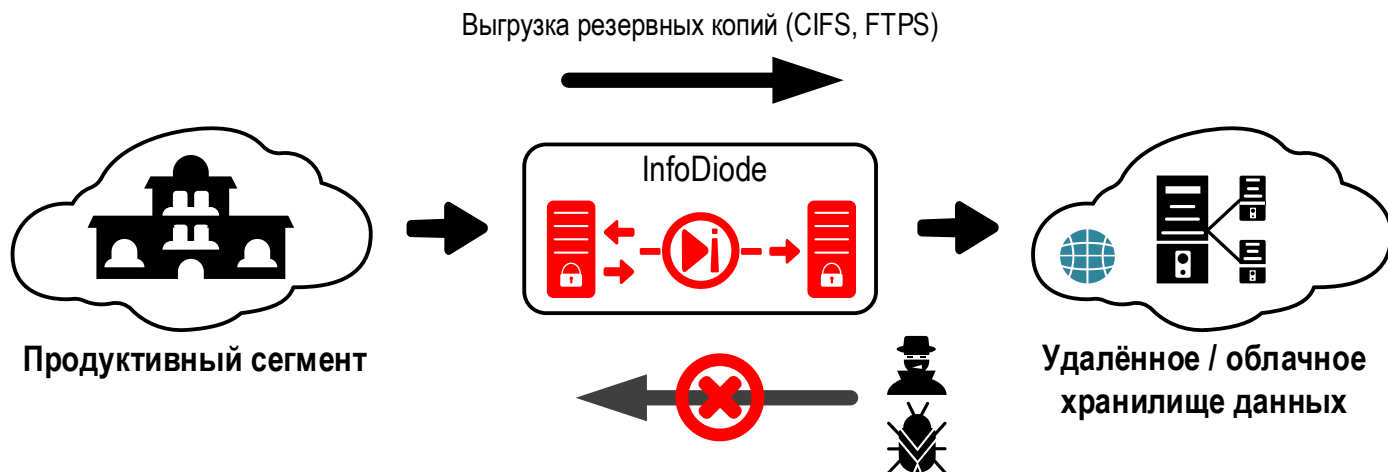 Выгрузка резервных копий (CIFS, FTPS)
InfoDiode
Продуктивный сегмент
Удалённое / облачное
хранилище данных